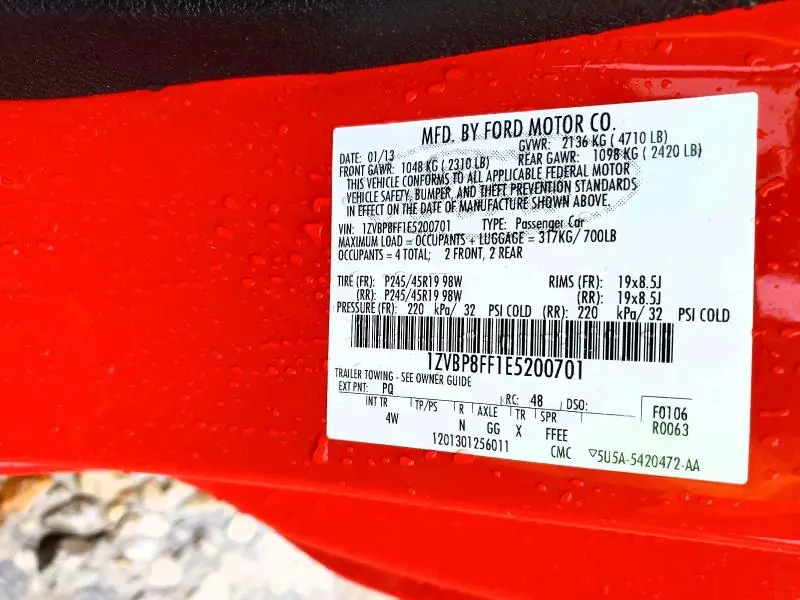 MFD. BY FORD MOTOR CO.
DATE: 01/13 GVWR: 2136 KG ( 4710 LB)
FRONT GAWR: 1048 KG ( 2310 LB) REAR GAWR: 1098 KG ( 2420 LB)
THIS VEHICLE CONFORMS TO ALL APPLICABLE FEDERAL MOTOR
VEHICLE SAFETY, BUMPER, AND THEFT PREVENTION STANDARDS
IN EFFECT ON THE DATE OF MANUFACTURE SHOWN ABOVE.
VIN: 1ZVBP8FF1E5200701 TYPE: Passenger Car
MAXIMUM LOAD = OCCUPANTS + LUGGAGE = 317KG/ 700LB
OCCUPANTS = 4 TOTAL; 2 FRONT, 2 REAR
TIRE (FR): P245/45R19 98W RIMS (FR): 19x8.5J
(RR): P245/45R19 98W (RR): 19x8.5J
PRESSURE (FR): 220 kPa/ 32 PSI COLD (RR): 220 kPa/ 32 PSI COLD
1ZVBP8FF1E5200701
TRAILER TOWING - SEE OWNER GUIDE
EXT PNT: PQ RC: 48 DSO: F0106
INT TR TP/PS R AXLE TR SPR R0063
4W N GG X FFEE
1201301256011 CMC ▽5U5A-5420472-AA